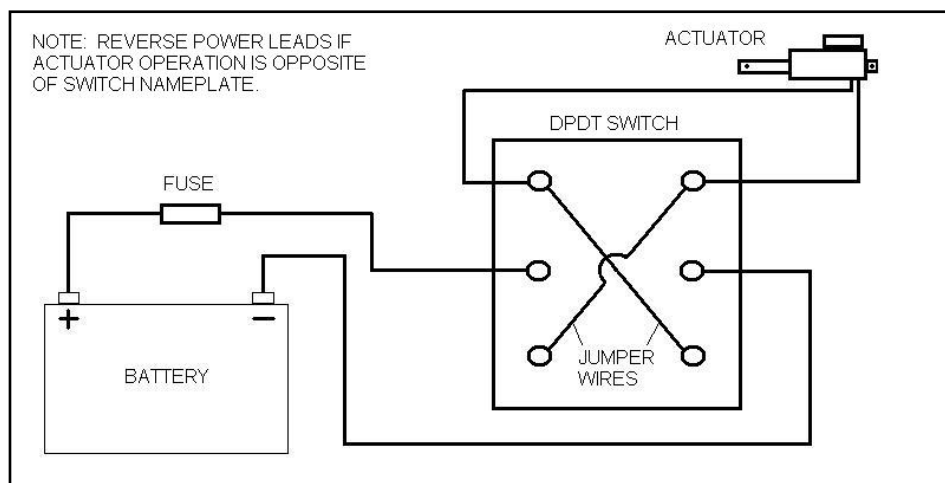 NOTE: REVERSE POWER LEADS IF
ACTUATOR OPERATION IS OPPOSITE
OF SWITCH NAMEPLATE.
ACTUATOR
DPDT SWITCH
FUSE
+
−
BATTERY
JUMPER
WIRES